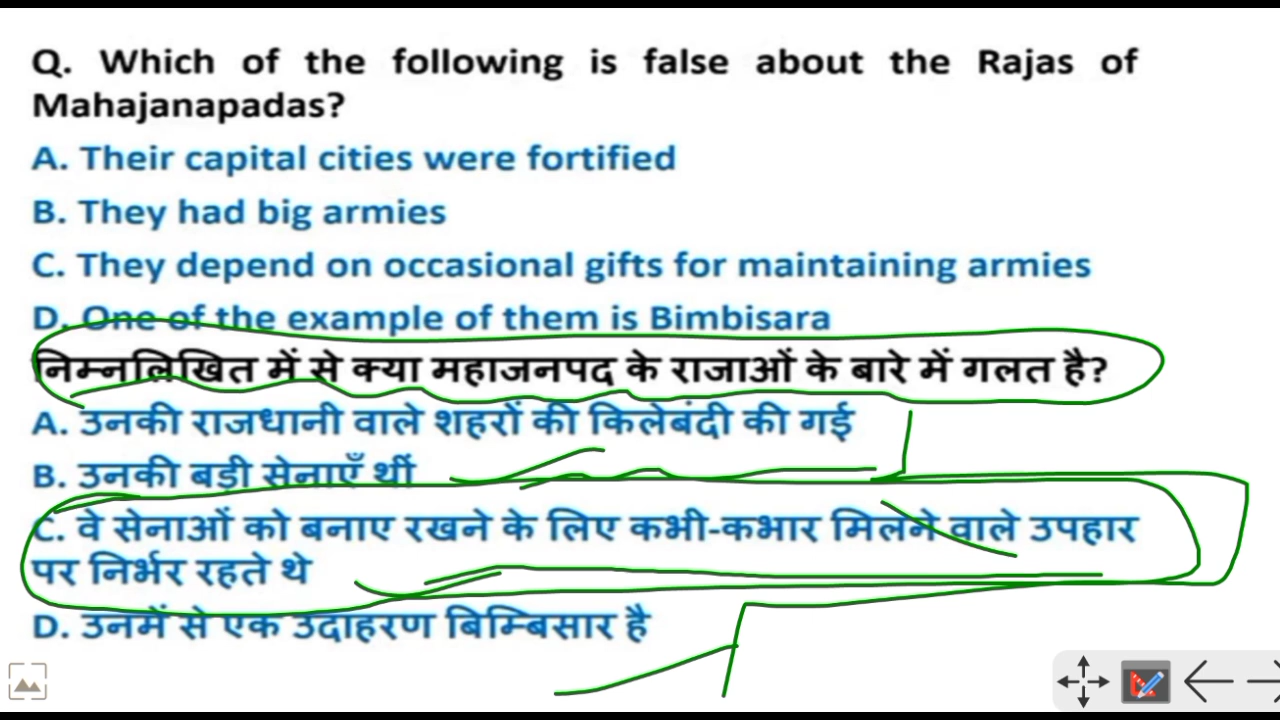 Q. Which of the following is false about the Rajas of
Mahajanapadas?
A. Their capital cities were fortified
B. They had big armies
C. They depend on occasional gifts for maintaining armies
D. One of the example of them is Bimbisara
निम्नलिखित में से क्या महाजनपद के राजाओं के बारे में गलत है?
A. उनकी राजधानी वाले शहरों की किलेबंदी की गई
B. उनकी बड़ी सेनाएँ थीं
C. वे सेनाओं को बनाए रखने के लिए कभी-कभार मिलने वाले उपहार
पर निर्भर रहते थे
D. उनमें से एक उदाहरण बिम्बिसार है